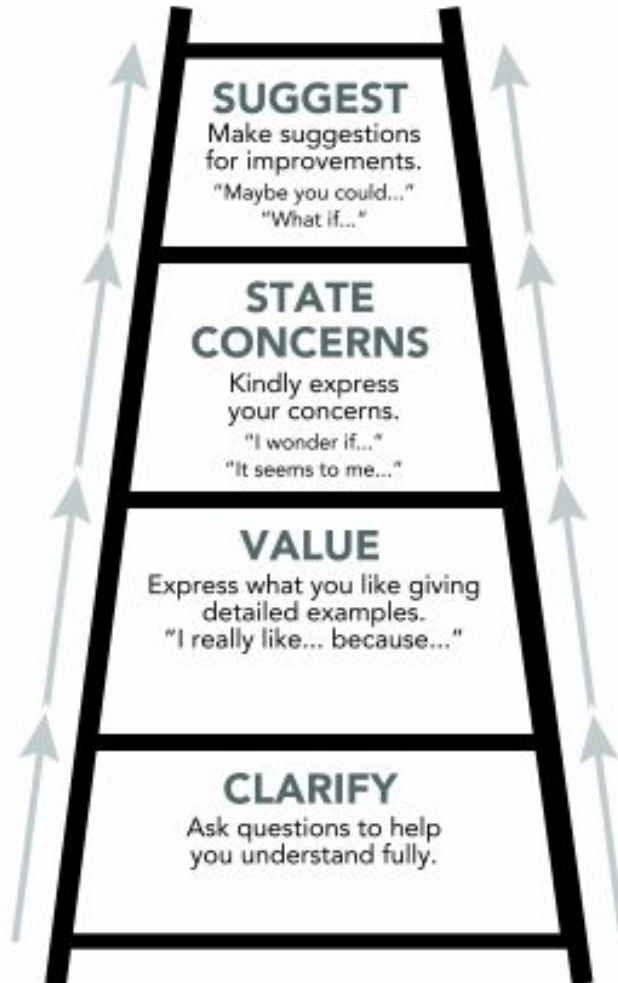 SUGGEST
Make suggestions
for improvements.
"Maybe you could..."
"What if..."
STATE
CONCERNS
Kindly express
your concerns.
"I wonder if..."
"It seems to me..."
VALUE
Express what you like giving
detailed examples.
"I really like... because..."
CLARIFY
Ask questions to help
you understand fully.